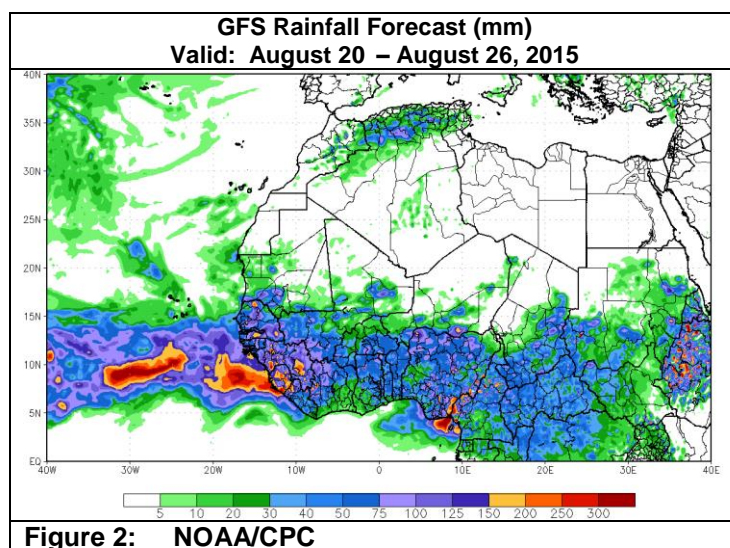 GFS Rainfall Forecast (mm)
Valid: August 20 – August 26, 2015
40N
35N
30N
25N
20N
15N
10N
5N
EQ
40W 30W 20W 10W 0 10E 20E 30E 40E
5 10 20 30 40 50 75 100 125 150 200 250 300
Figure 2: NOAA/CPC